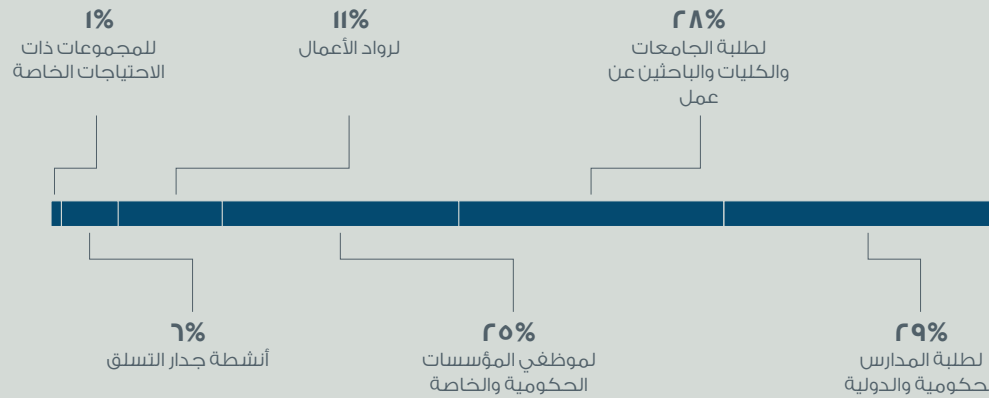 ٢٨%
لطلبة الجامعات
والكليات والباحثين عن
عمل
١١%
لرواد الأعمال
١%
للمجموعات ذات
الاحتياجات الخاصة
٢٩%
لطلبة المدارس
الحكومية والدولية
٢٥%
لموظفي المؤسسات
الحكومية والخاصة
٦%
أنشطة جدار التسلق